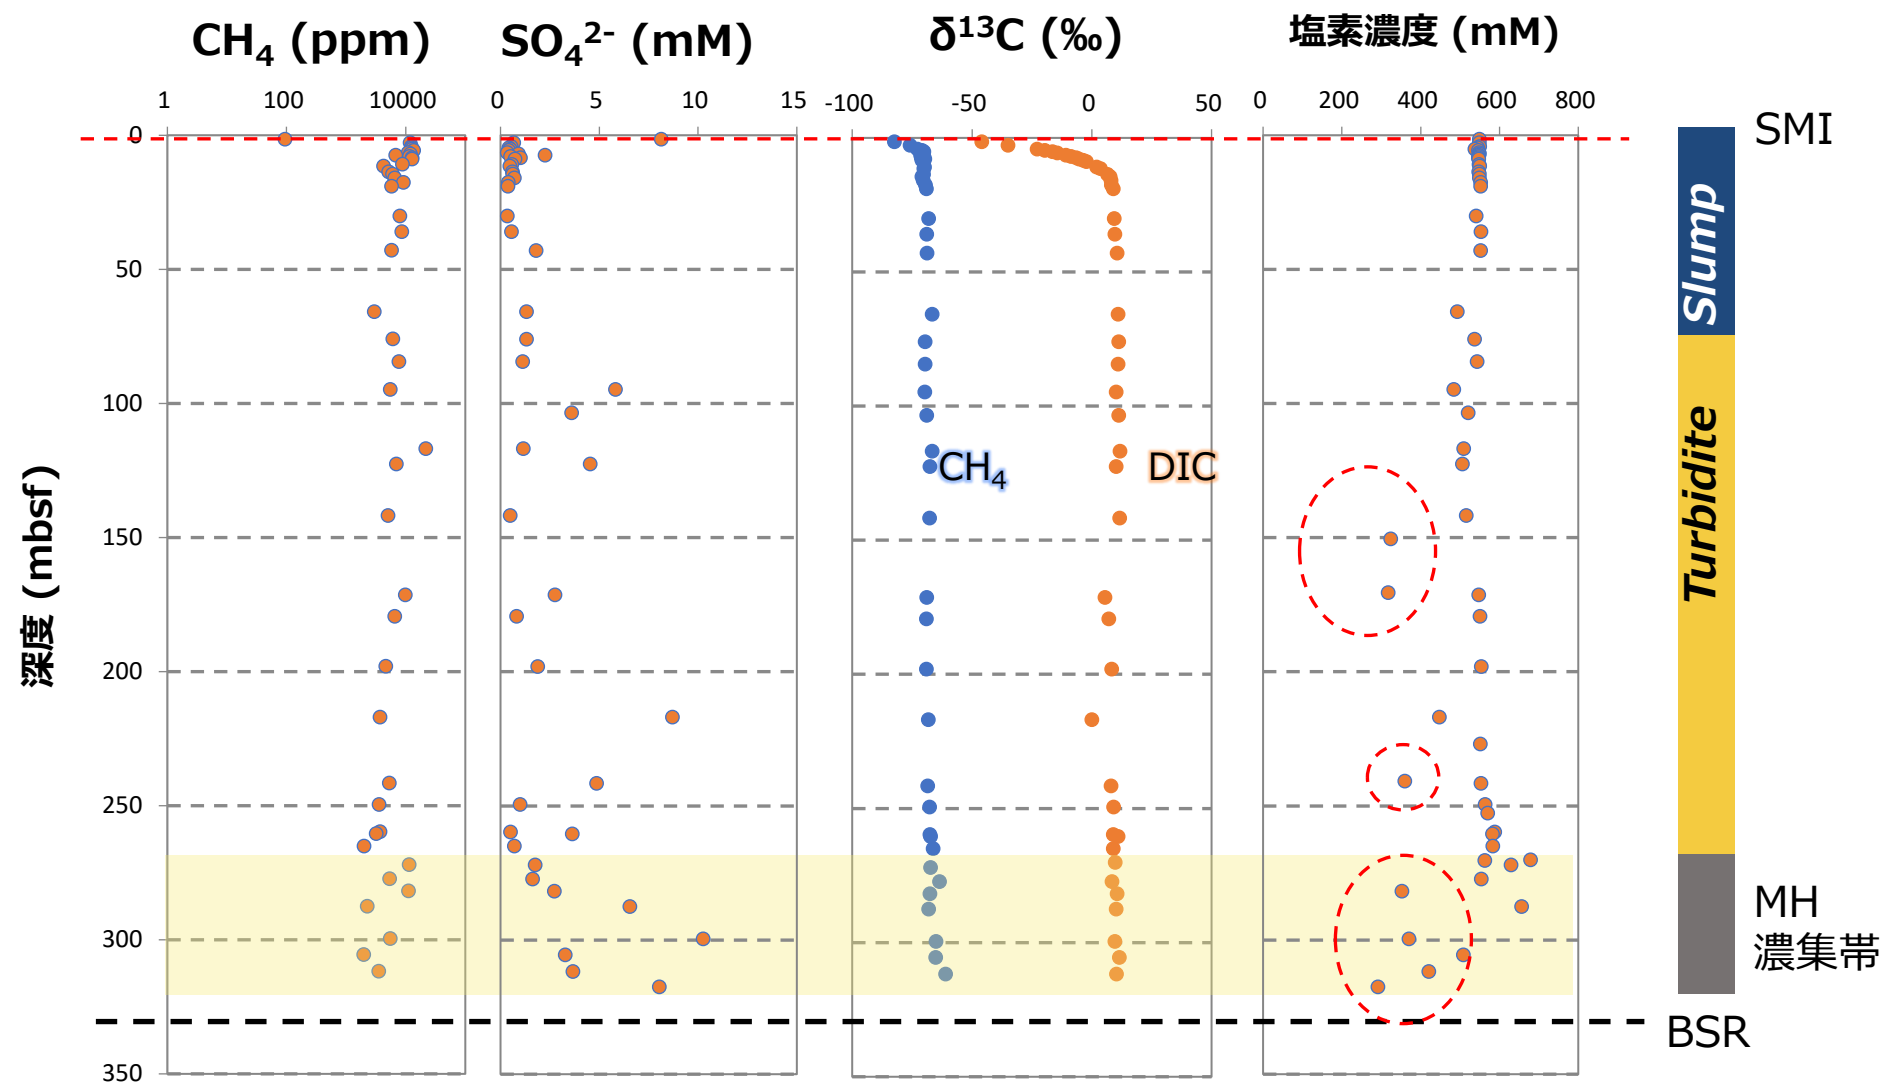 CH₄ (ppm)
SO₄²⁻ (mM)
δ¹³C (‰)
塩素濃度 (mM)
1 100 10000
0 5 10 15
-100 -50 0 50
0 200 400 600 800
SMI
深度 (mbsf)
0
50
100
150
200
250
300
350
CH₄
DIC
Slump
Turbidite
MH
濃集帯
BSR